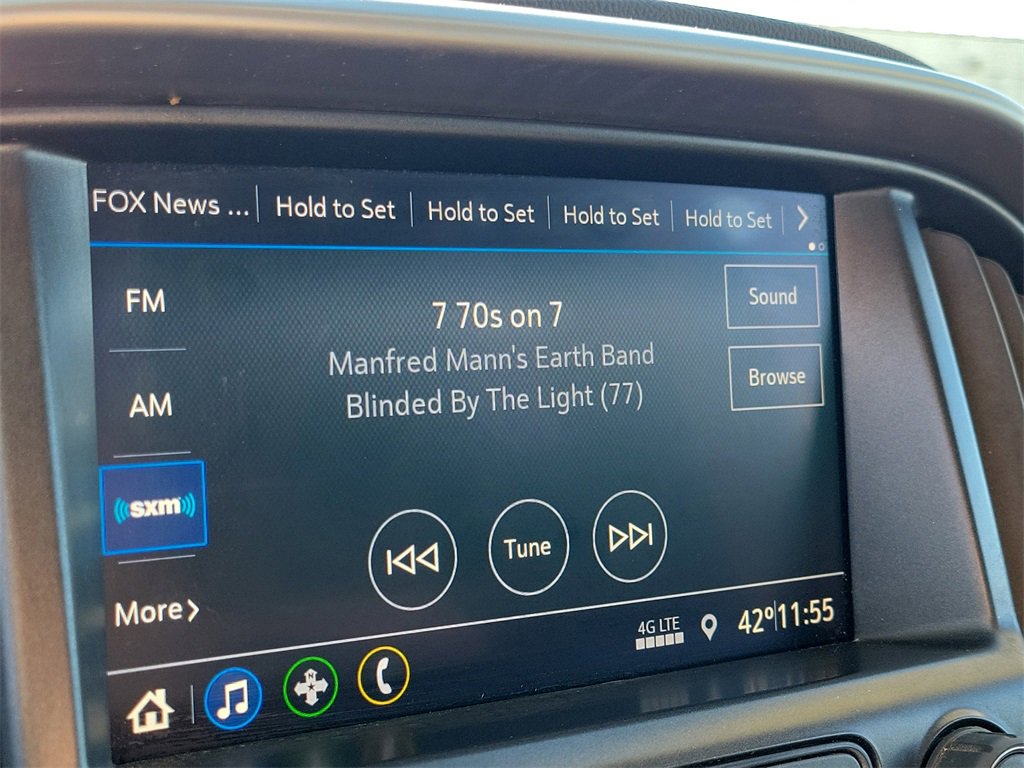 FOX News ... Hold to Set Hold to Set Hold to Set Hold to Set
FM
7 70s on 7
Sound
Manfred Mann's Earth Band
Blinded By The Light (77)
Browse
AM
sxm
Tune
More
4G LTE
42° 11:55
N